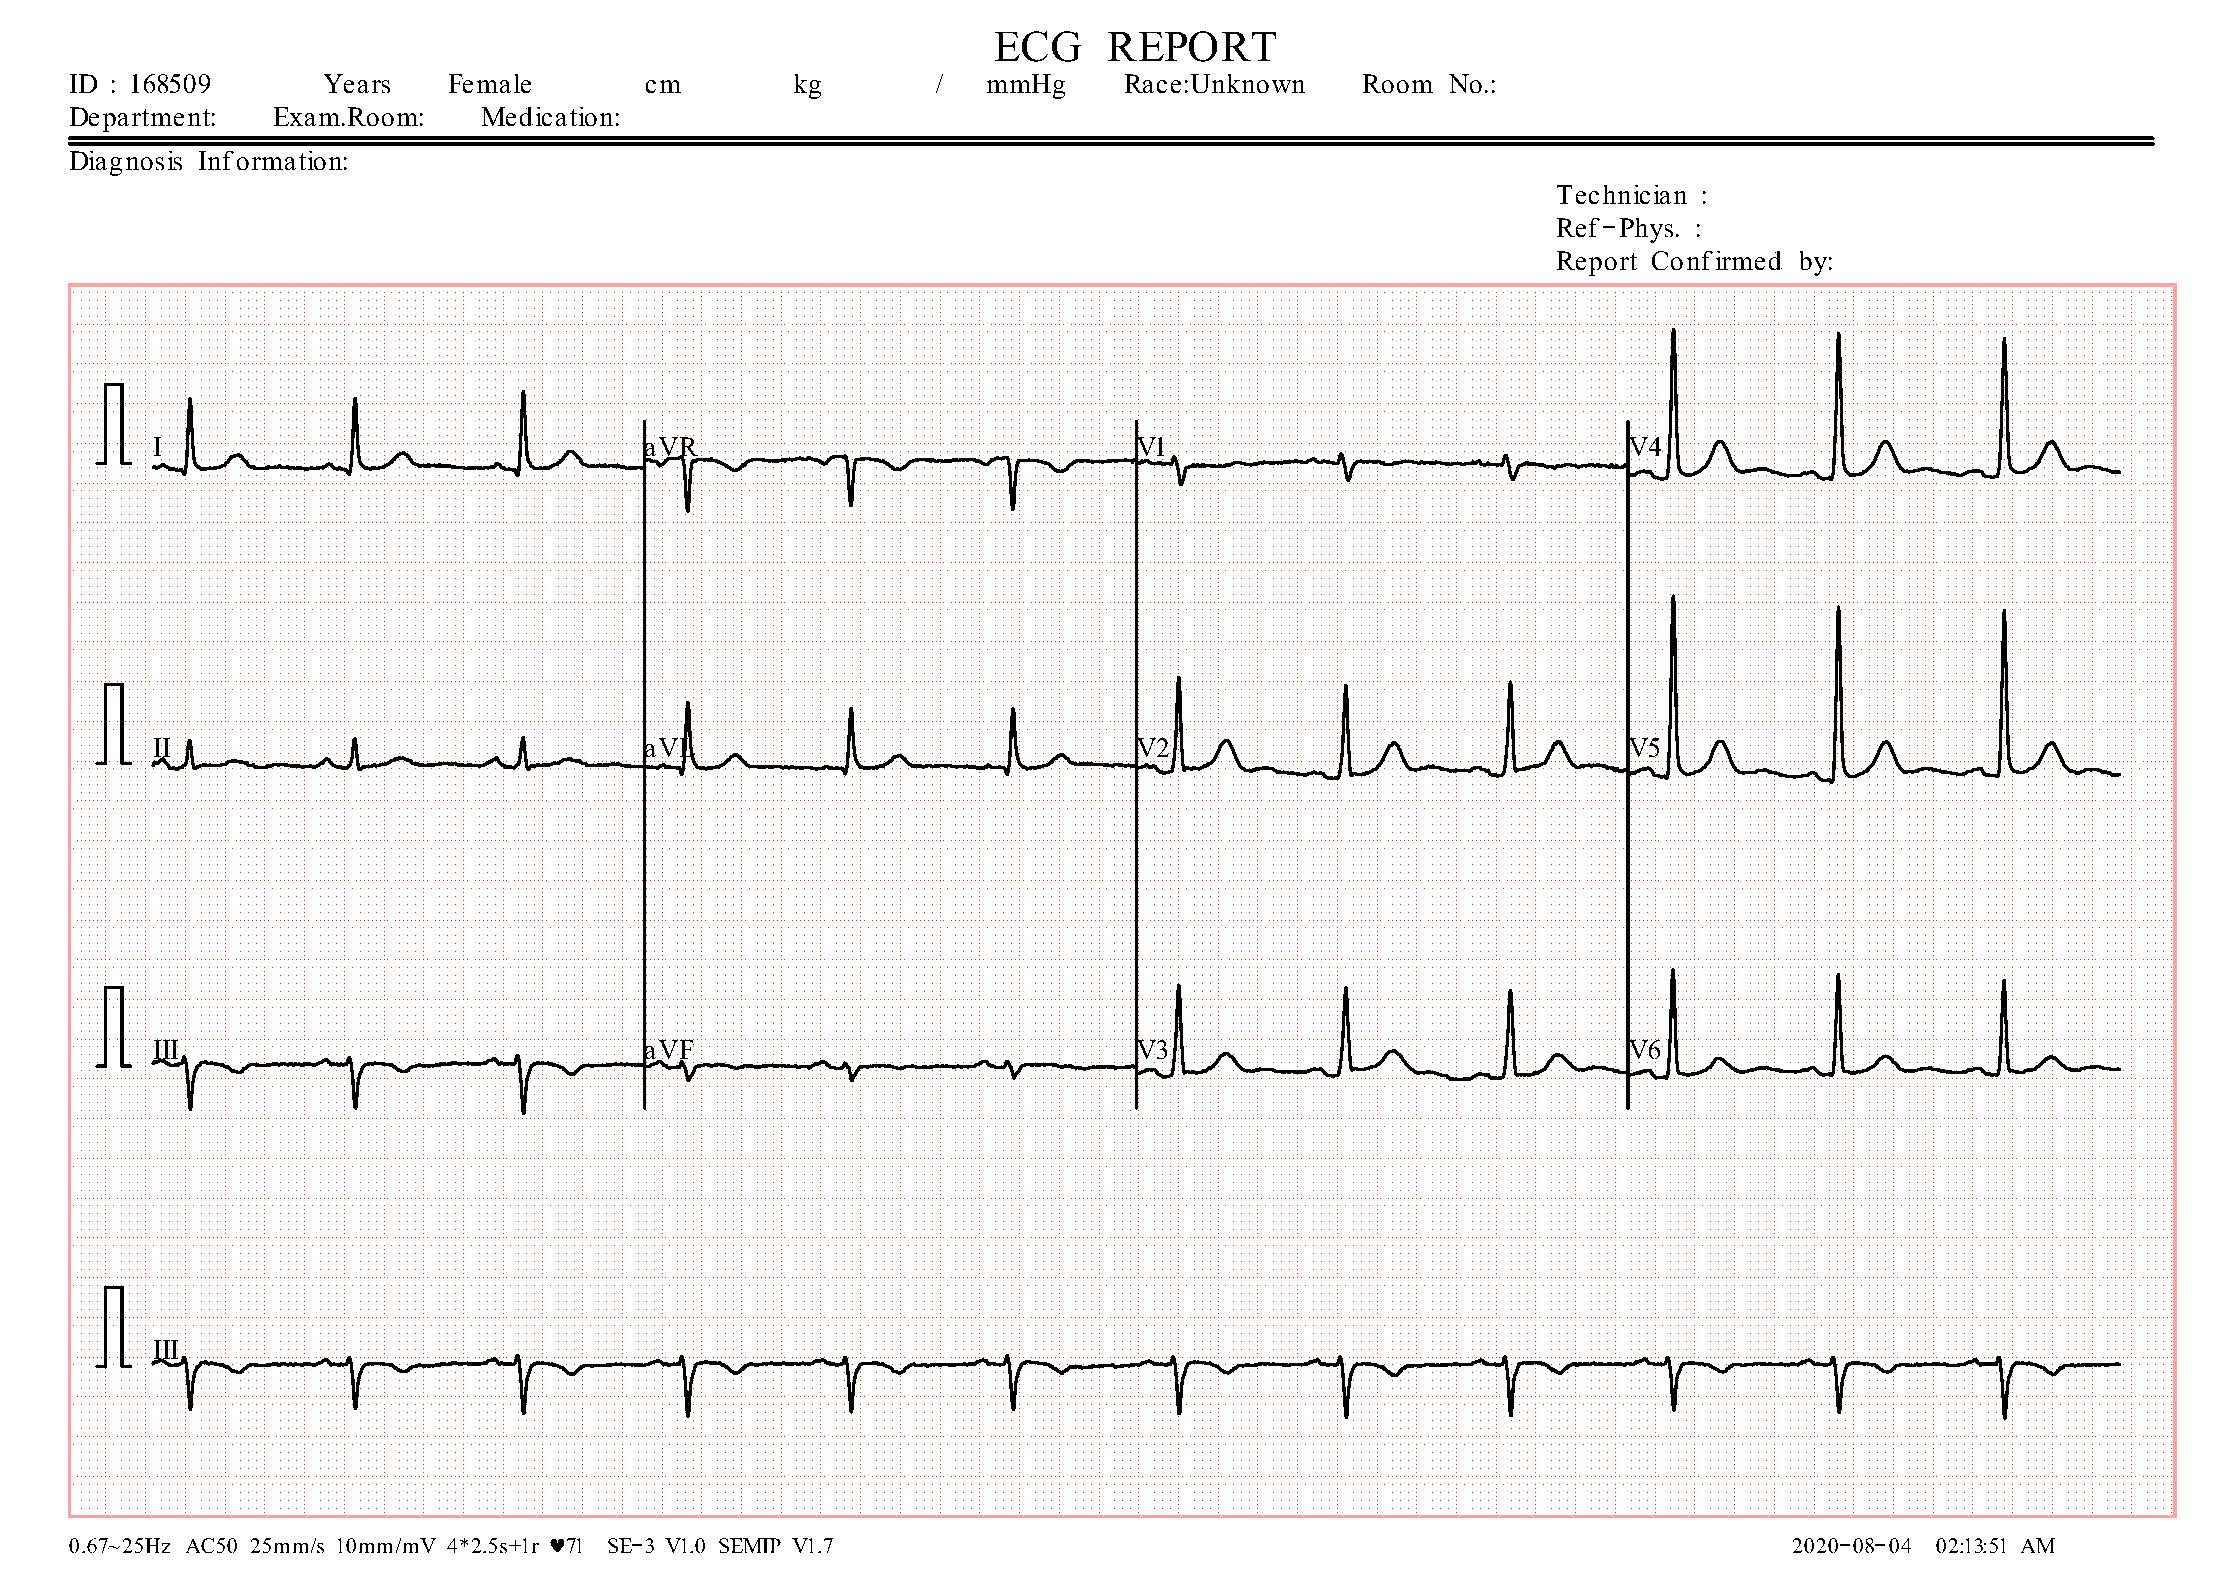 ECG REPORT
ID : 168509 Years Female cm kg / mmHg Race:Unknown Room No.:
Department: Exam.Room: Medication:
Diagnosis Information:
Technician :
Ref-Phys. :
Report Confirmed by:
I aVR V1 V4
II aVL V2 V5
III aVF V3 V6
III
0.67~25Hz AC50 25mm/s 10mm/mV 4*2.5s+1r ♥71 SE-3 V1.0 SEMIP V1.7 2020-08-04 02:13:51 AM